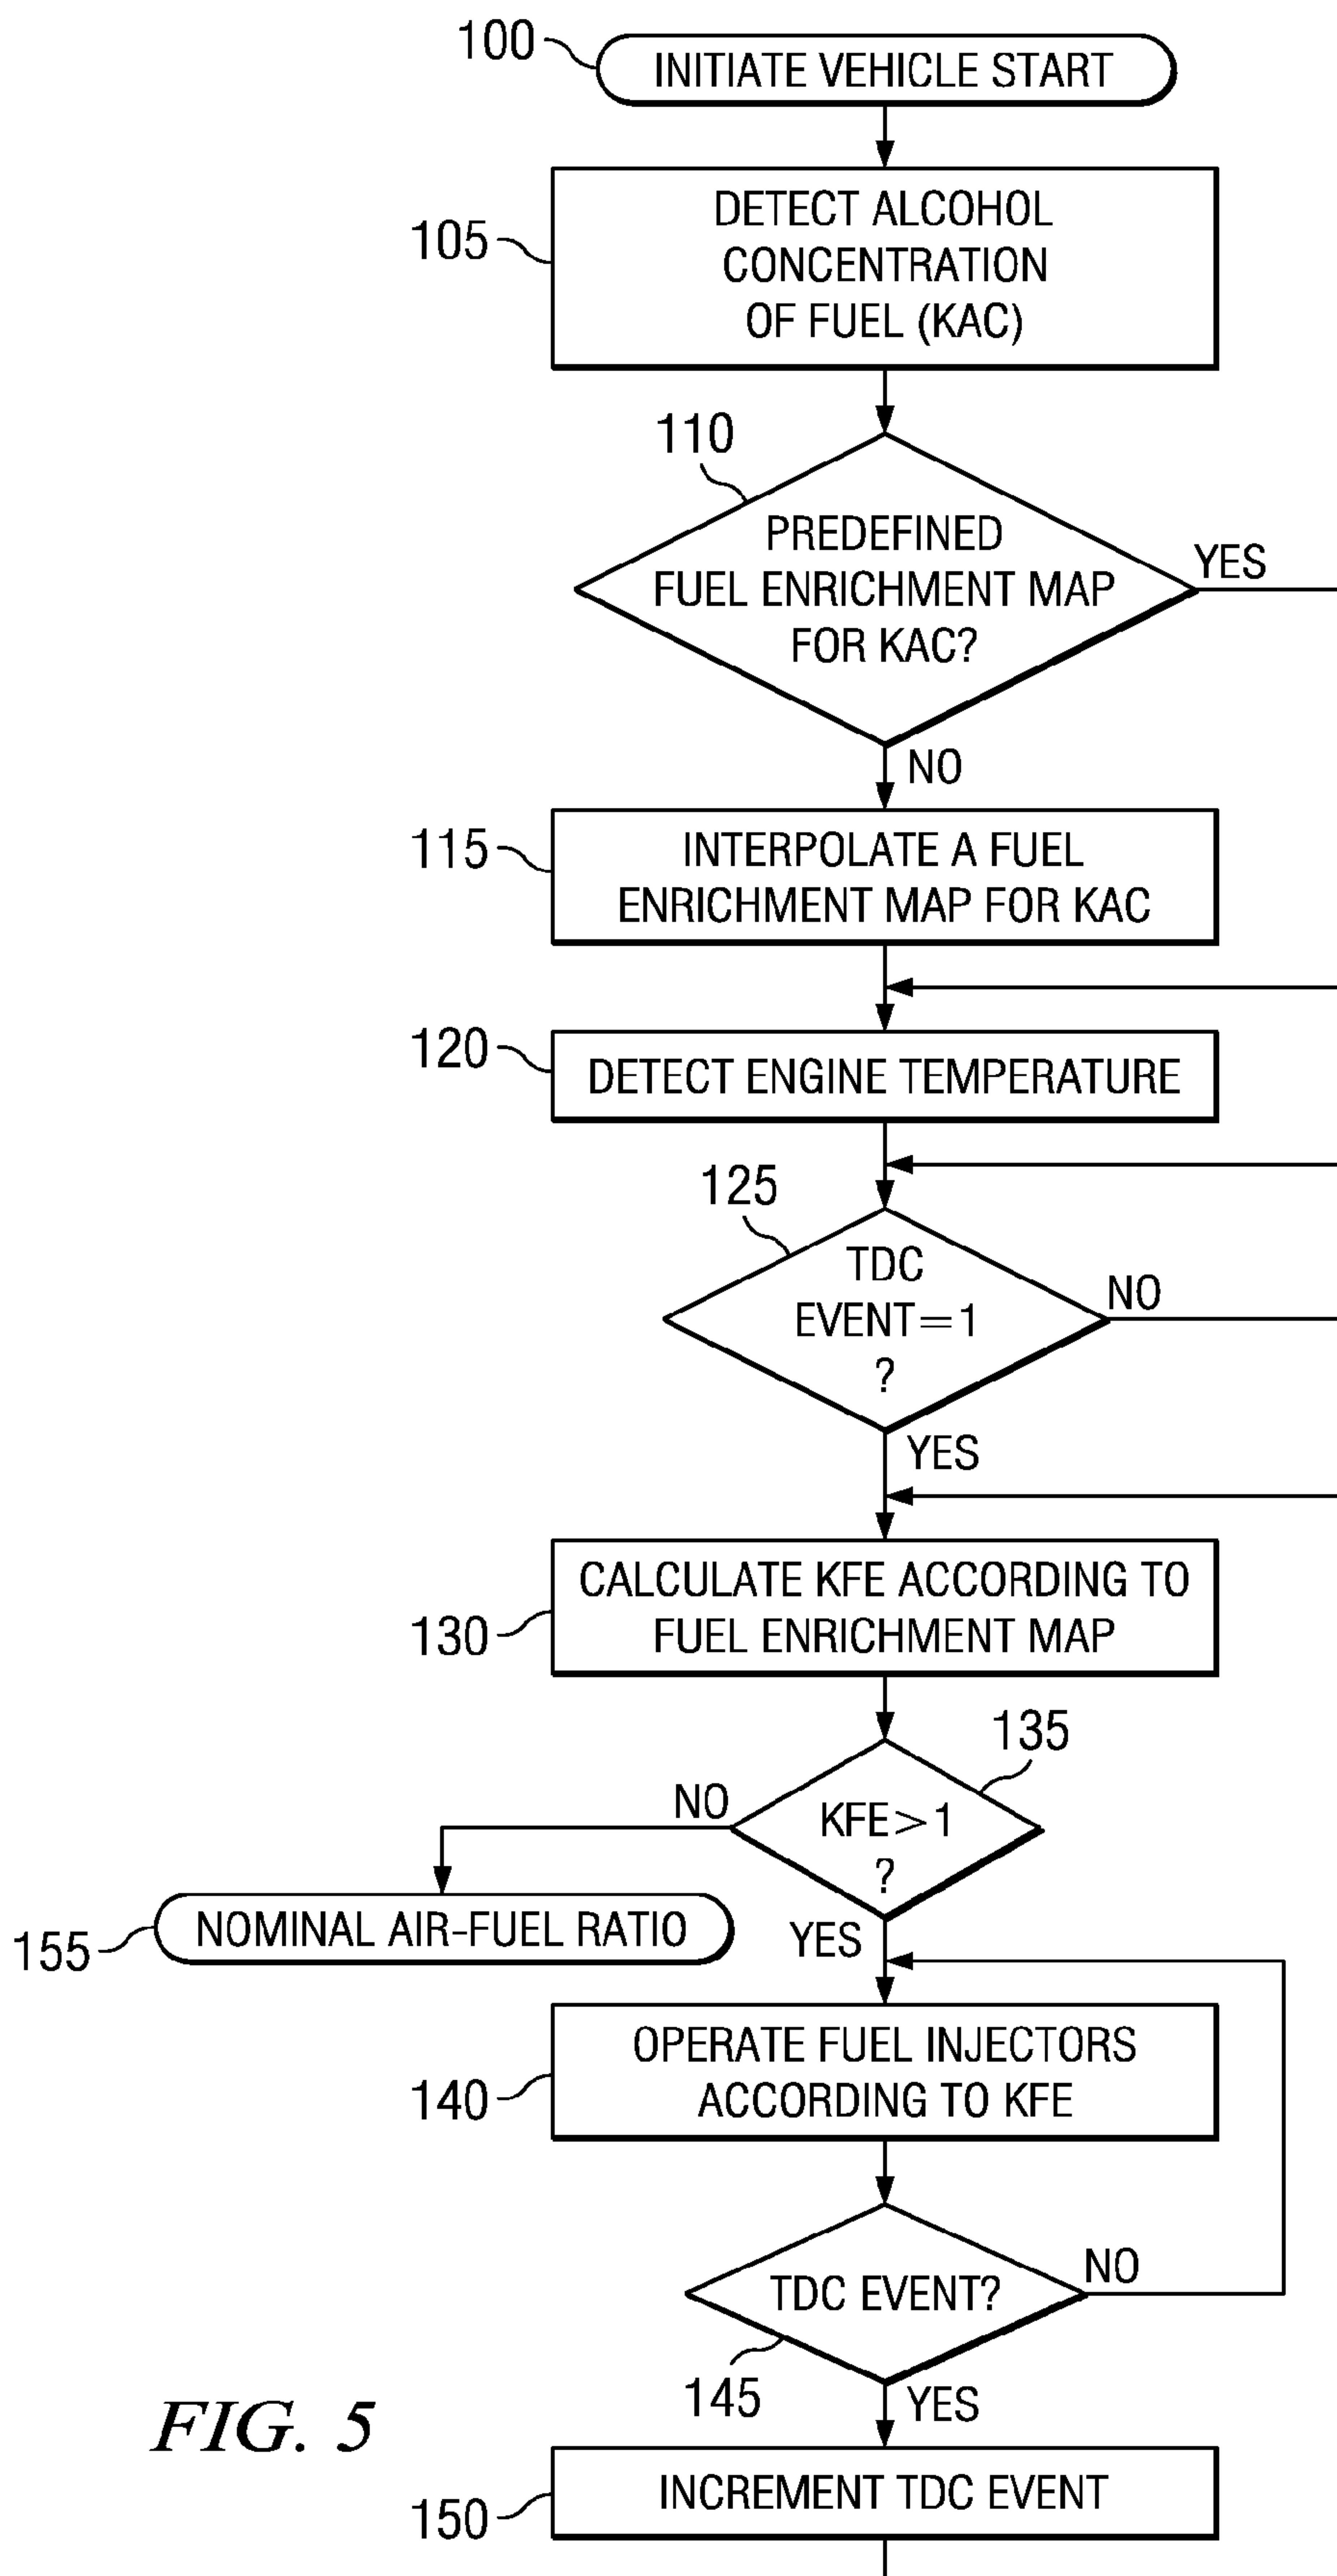 100
INITIATE VEHICLE START
105
DETECT ALCOHOL
CONCENTRATION
OF FUEL (KAC)
110
PREDEFINED
FUEL ENRICHMENT MAP
FOR KAC?
YES
NO
115
INTERPOLATE A FUEL
ENRICHMENT MAP FOR KAC
120
DETECT ENGINE TEMPERATURE
125
TDC
EVENT=1
?
NO
YES
130
CALCULATE KFE ACCORDING TO
FUEL ENRICHMENT MAP
135
KFE>1
?
NO
YES
155
NOMINAL AIR-FUEL RATIO
140
OPERATE FUEL INJECTORS
ACCORDING TO KFE
TDC EVENT?
NO
145
YES
FIG. 5
150
INCREMENT TDC EVENT